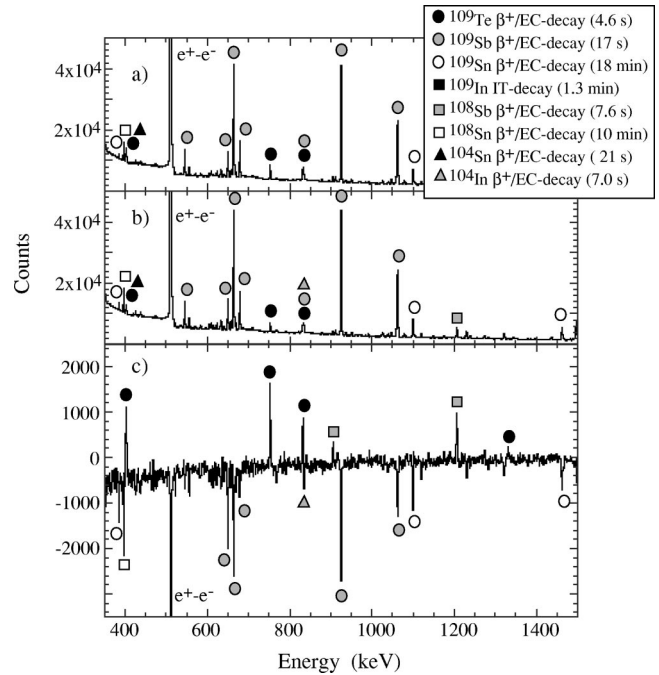 ¹⁰⁹Te β⁺/EC-decay (4.6 s)
¹⁰⁹Sb β⁺/EC-decay (17 s)
¹⁰⁹Sn β⁺/EC-decay (18 min)
¹⁰⁹In IT-decay (1.3 min)
¹⁰⁸Sb β⁺/EC-decay (7.6 s)
¹⁰⁸Sn β⁺/EC-decay (10 min)
¹⁰⁴Sn β⁺/EC-decay ( 21 s)
¹⁰⁴In β⁺/EC-decay (7.0 s)
a)
e⁺-e⁻
4x10⁴
2x10⁴
b)
e⁺-e⁻
4x10⁴
2x10⁴
Counts
c)
2000
1000
0
-1000
-2000
e⁺-e⁻
400 600 800 1000 1200 1400
Energy (keV)